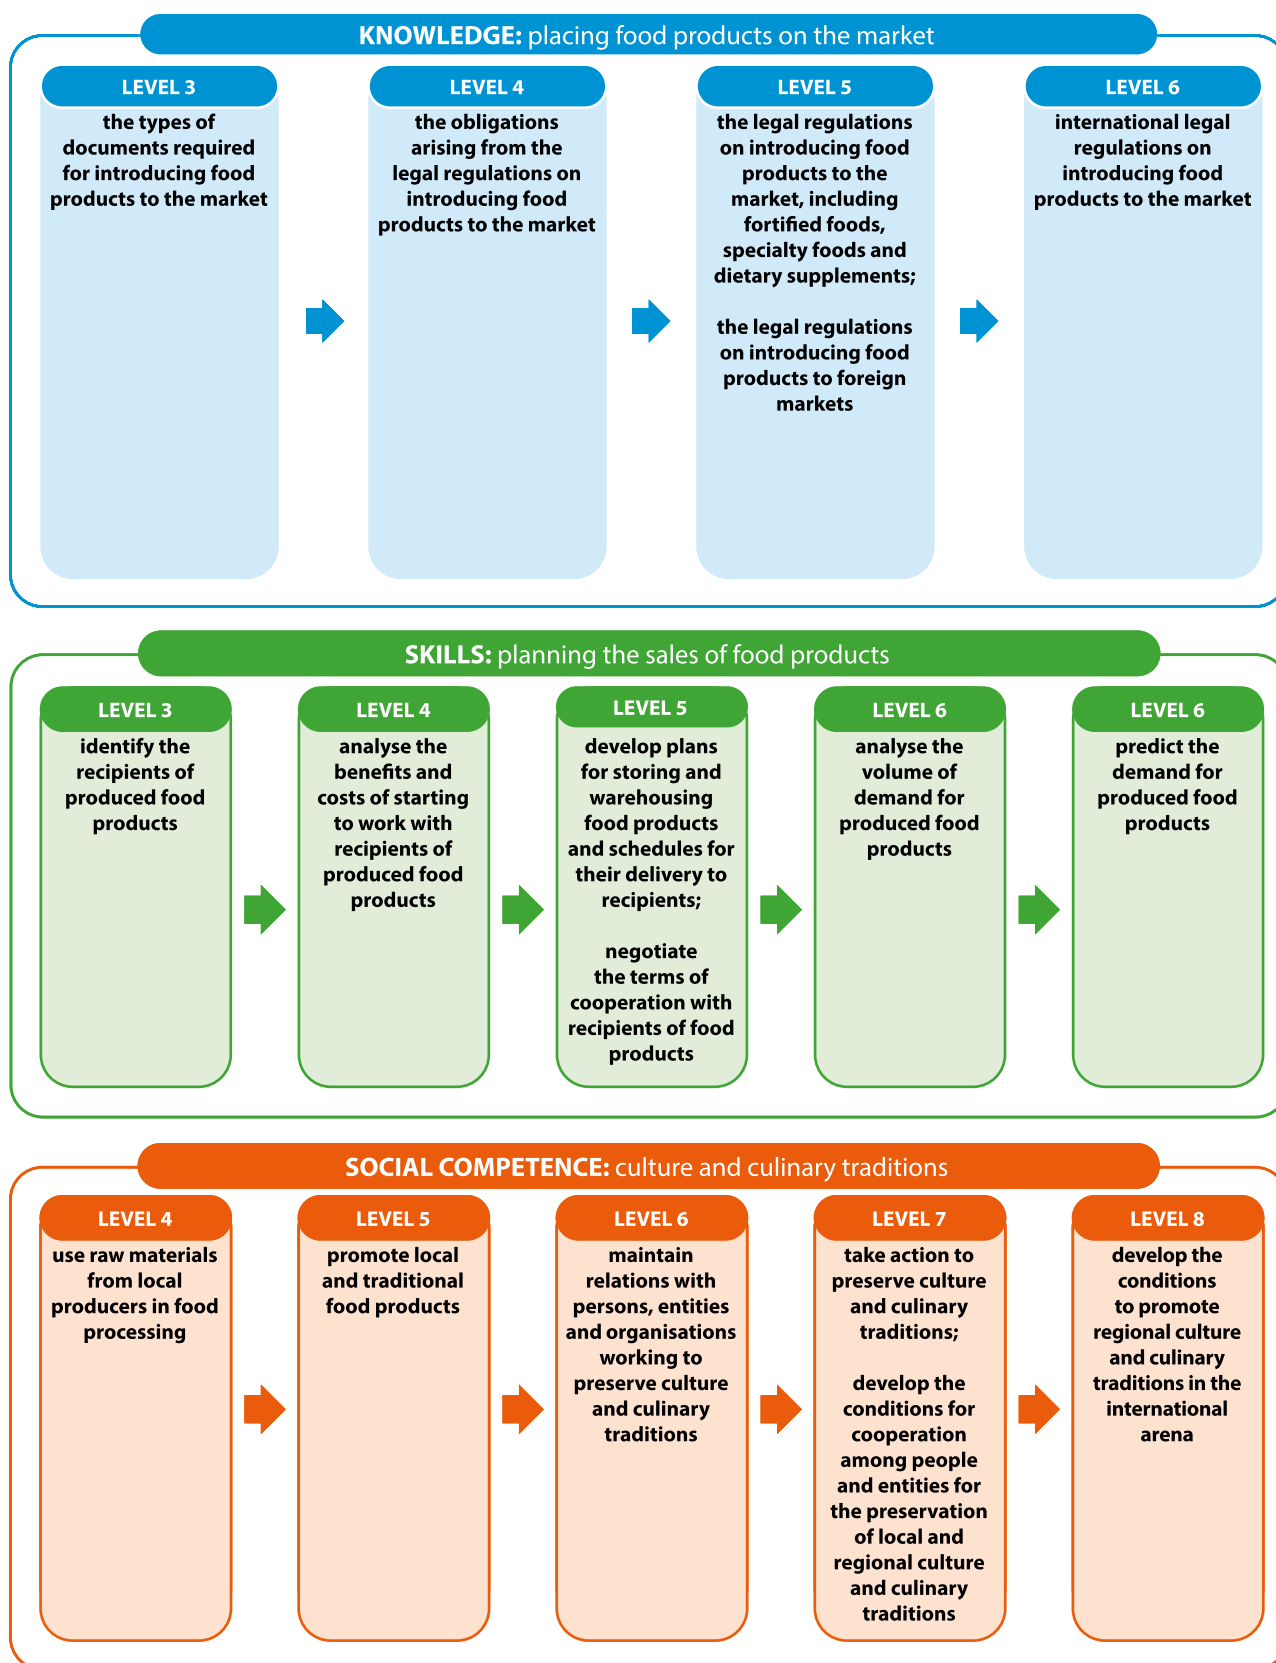 KNOWLEDGE: placing food products on the market
LEVEL 3
the types of
documents required
for introducing food
products to the market
LEVEL 4
the obligations
arising from the
legal regulations on
introducing food
products to the market
LEVEL 5
the legal regulations
on introducing food
products to the
market, including
fortified foods,
specialty foods and
dietary supplements;
the legal regulations
on introducing food
products to foreign
markets
LEVEL 6
international legal
regulations on
introducing food
products to the market
SKILLS: planning the sales of food products
LEVEL 3
identify the
recipients of
produced food
products
LEVEL 4
analyse the
benefits and
costs of starting
to work with
recipients of
produced food
products
LEVEL 5
develop plans
for storing and
warehousing
food products
and schedules for
their delivery to
recipients;
negotiate
the terms of
cooperation with
recipients of food
products
LEVEL 6
analyse the
volume of
demand for
produced food
products
LEVEL 6
predict the
demand for
produced food
products
SOCIAL COMPETENCE: culture and culinary traditions
LEVEL 4
use raw materials
from local
producers in food
processing
LEVEL 5
promote local
and traditional
food products
LEVEL 6
maintain
relations with
persons, entities
and organisations
working to
preserve culture
and culinary
traditions
LEVEL 7
take action to
preserve culture
and culinary
traditions;
develop the
conditions for
cooperation
among people
and entities for
the preservation
of local and
regional culture
and culinary
traditions
LEVEL 8
develop the
conditions
to promote
regional culture
and culinary
traditions in the
international
arena